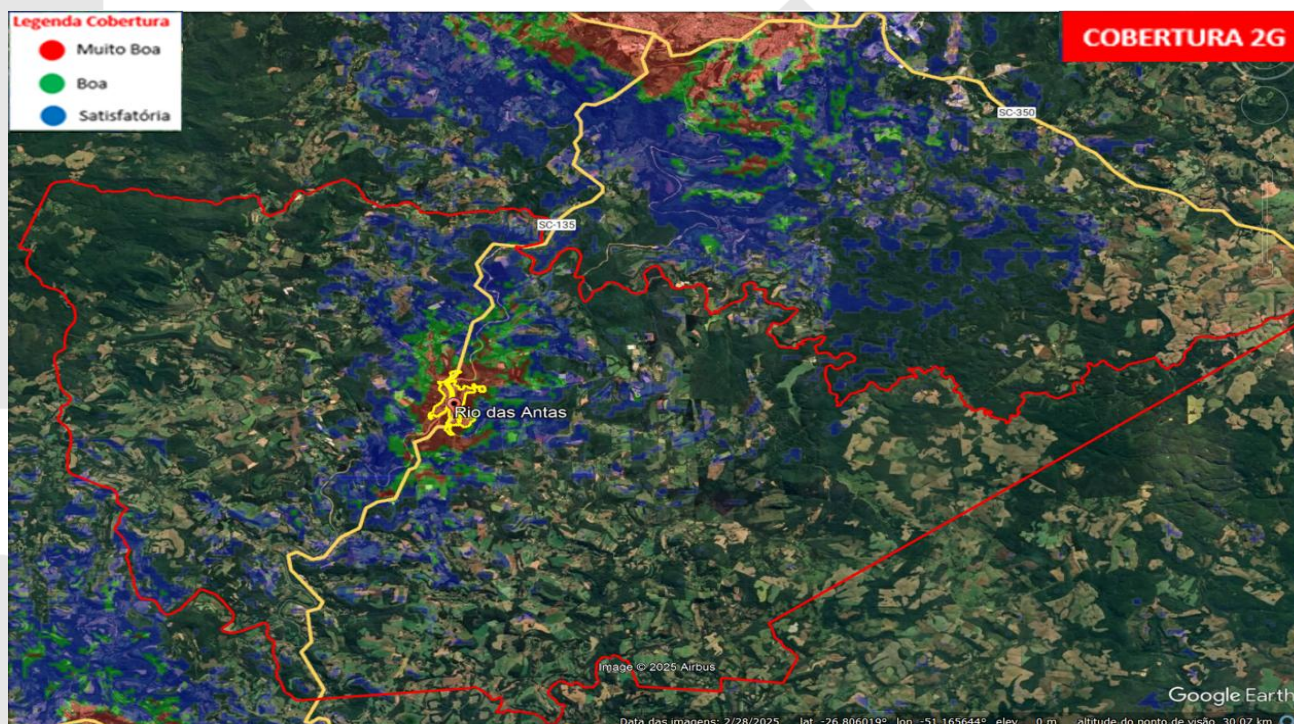 Legenda Cobertura
Muito Boa
Boa
Satisfatória
COBERTURA 2G
SC-350
SC-135
Rio das Antas
Image © 2025 Airbus
Google Earth
Data das imagens: 2/28/2025 lat -26.806019° lon -51.165644° elev 0 m altitude do ponto de visão 30.07 km